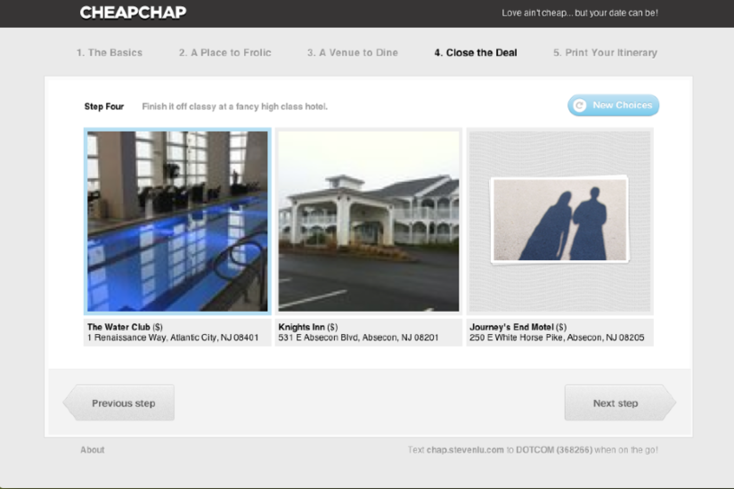 CHEAPCHAP
Love ain't cheap... but your date can be!
1. The Basics 2. A Place to Frolic 3. A Venue to Dine 4. Close the Deal 5. Print Your Itinerary
Step Four Finish it off classy at a fancy high class hotel.
New Choices
The Water Club ($)
1 Renaissance Way, Atlantic City, NJ 08401
Knights Inn ($)
531 E Absecon Blvd, Absecon, NJ 08201
Journey's End Motel ($)
250 E White Horse Pike, Absecon, NJ 08205
Previous step
Next step
About
Text chap.stevenlu.com to DOTCOM (368266) when on the go!